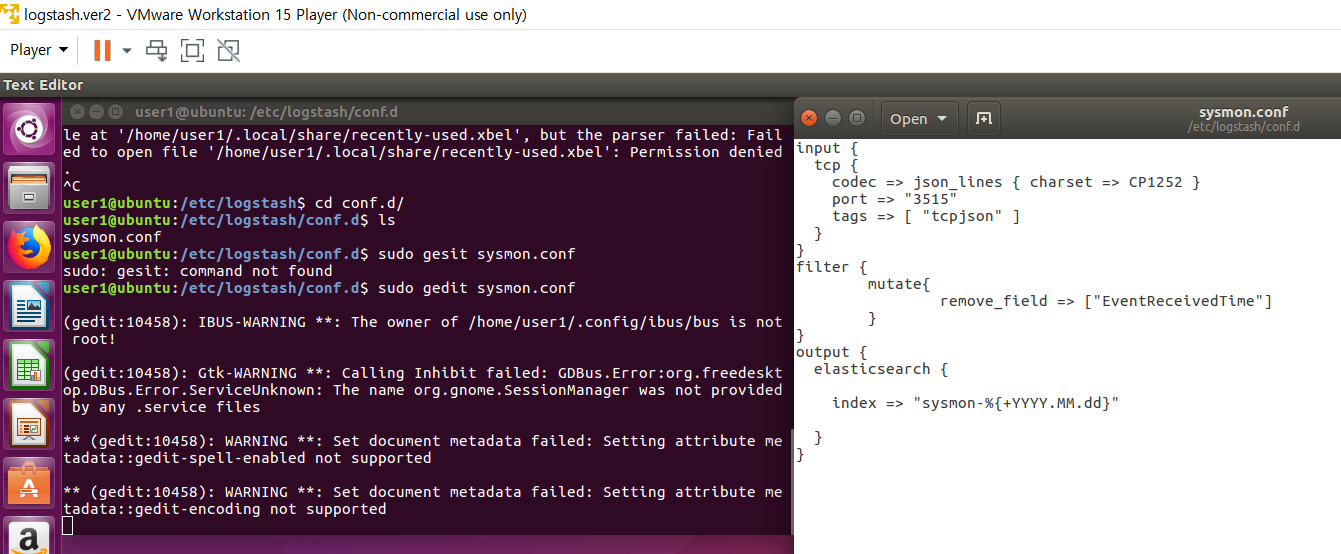 logstash.ver2 - VMware Workstation 15 Player (Non-commercial use only)
Player
Text Editor
user1@ubuntu: /etc/logstash/conf.d
le at '/home/user1/.local/share/recently-used.xbel', but the parser failed: Fail
ed to open file '/home/user1/.local/share/recently-used.xbel': Permission denied
.
^C
user1@ubuntu:/etc/logstash$ cd conf.d/
user1@ubuntu:/etc/logstash/conf.d$ ls
sysmon.conf
user1@ubuntu:/etc/logstash/conf.d$ sudo gesit sysmon.conf
sudo: gesit: command not found
user1@ubuntu:/etc/logstash/conf.d$ sudo gedit sysmon.conf
(gedit:10458): IBUS-WARNING **: The owner of /home/user1/.config/ibus/bus is not
root!
(gedit:10458): Gtk-WARNING **: Calling Inhibit failed: GDBus.Error:org.freedeskt
op.DBus.Error.ServiceUnknown: The name org.gnome.SessionManager was not provided
by any .service files
** (gedit:10458): WARNING **: Set document metadata failed: Setting attribute me
tadata::gedit-spell-enabled not supported
** (gedit:10458): WARNING **: Set document metadata failed: Setting attribute me
tadata::gedit-encoding not supported
Open
sysmon.conf
/etc/logstash/conf.d
input {
  tcp {
    codec => json_lines { charset => CP1252 }
    port => "3515"
    tags => [ "tcpjson" ]
  }
}
filter {
        mutate{
                remove_field => ["EventReceivedTime"]
        }
}
output {
  elasticsearch {
    index => "sysmon-%{+YYYY.MM.dd}"
  }
}
A
a